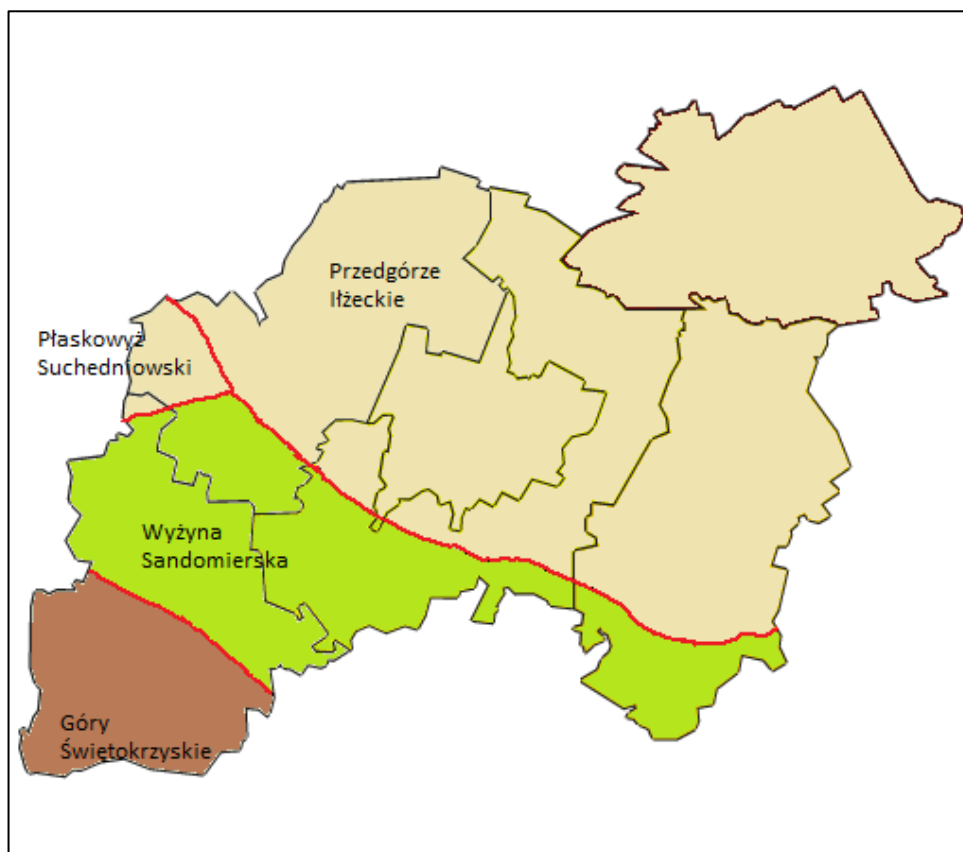 Przedgórze
Iłżeckie
Płaskowyż
Suchedniowski
Wyżyna
Sandomierska
Góry
Świętokrzyskie